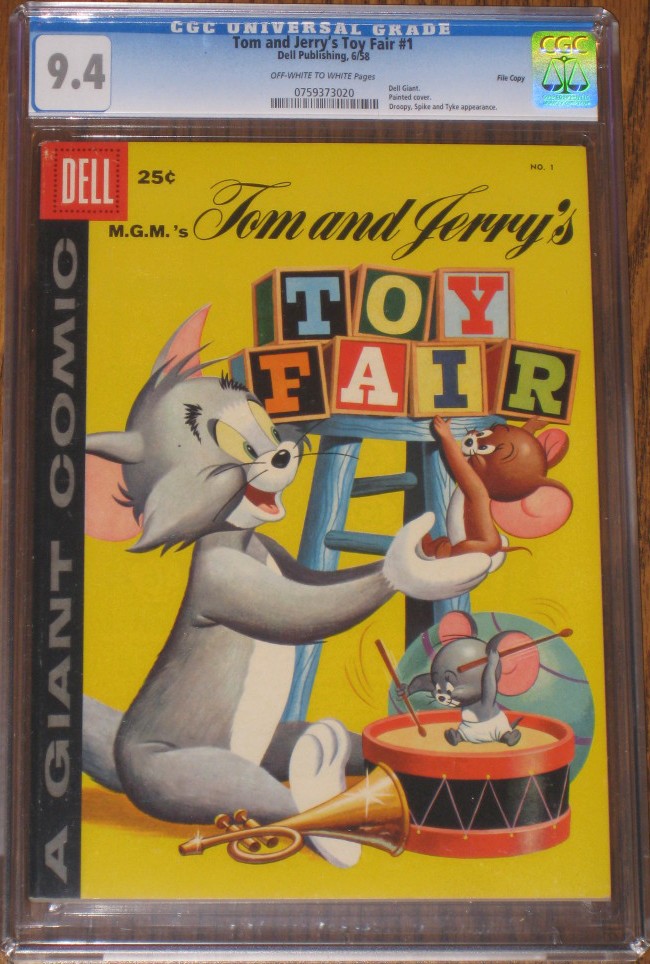 CGC UNIVERSAL GRADE
9.4
Tom and Jerry's Toy Fair #1
Dell Publishing, 6/58
OFF-WHITE TO WHITE Pages
File Copy
0759373020
Dell Giant.
Painted cover.
Droopy, Spike and Tyke appearance.
CGC
DELL
25¢
NO. 1
M.G.M.'s Tom and Jerry's
TOY
FAIR
A GIANT COMIC